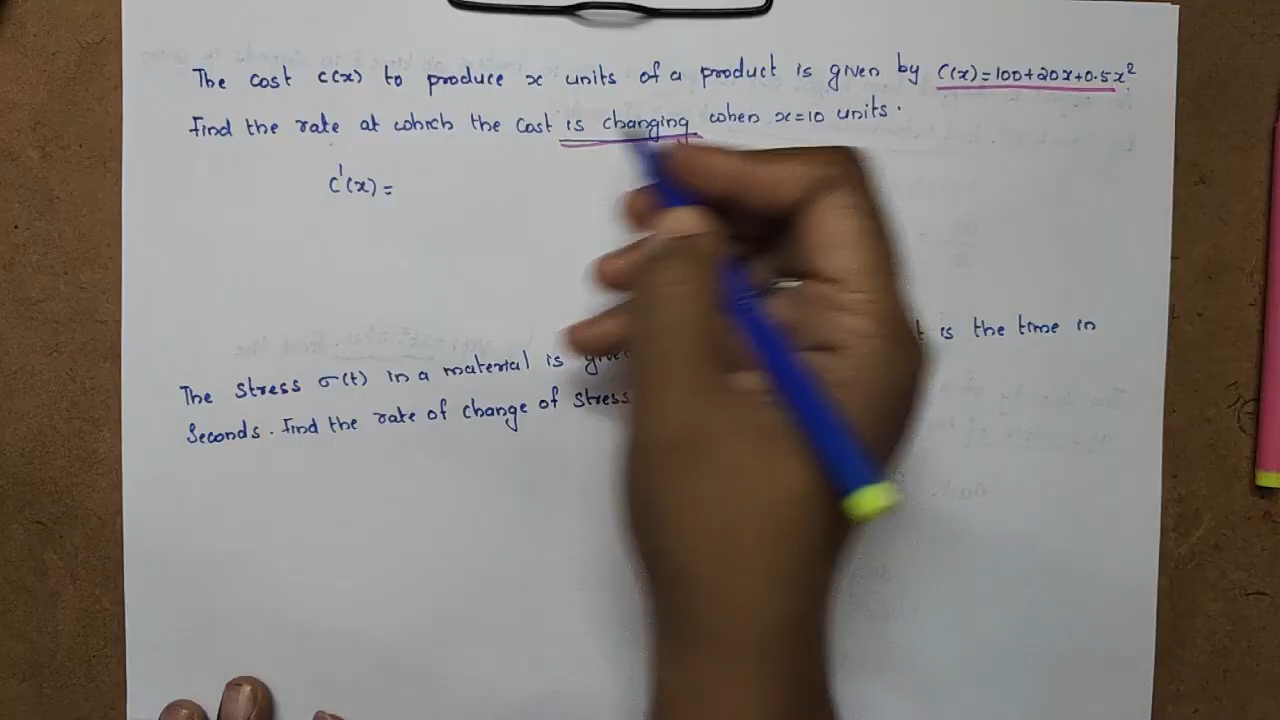 The cost c(x) to produce x units of a product is given by C(x)=100+20x+0.5x²
Find the rate at which the cost is changing when x=10 units.
C'(x) =
The stress σ(t) in a material is t is the time in
Seconds. Find the rate of change of stress